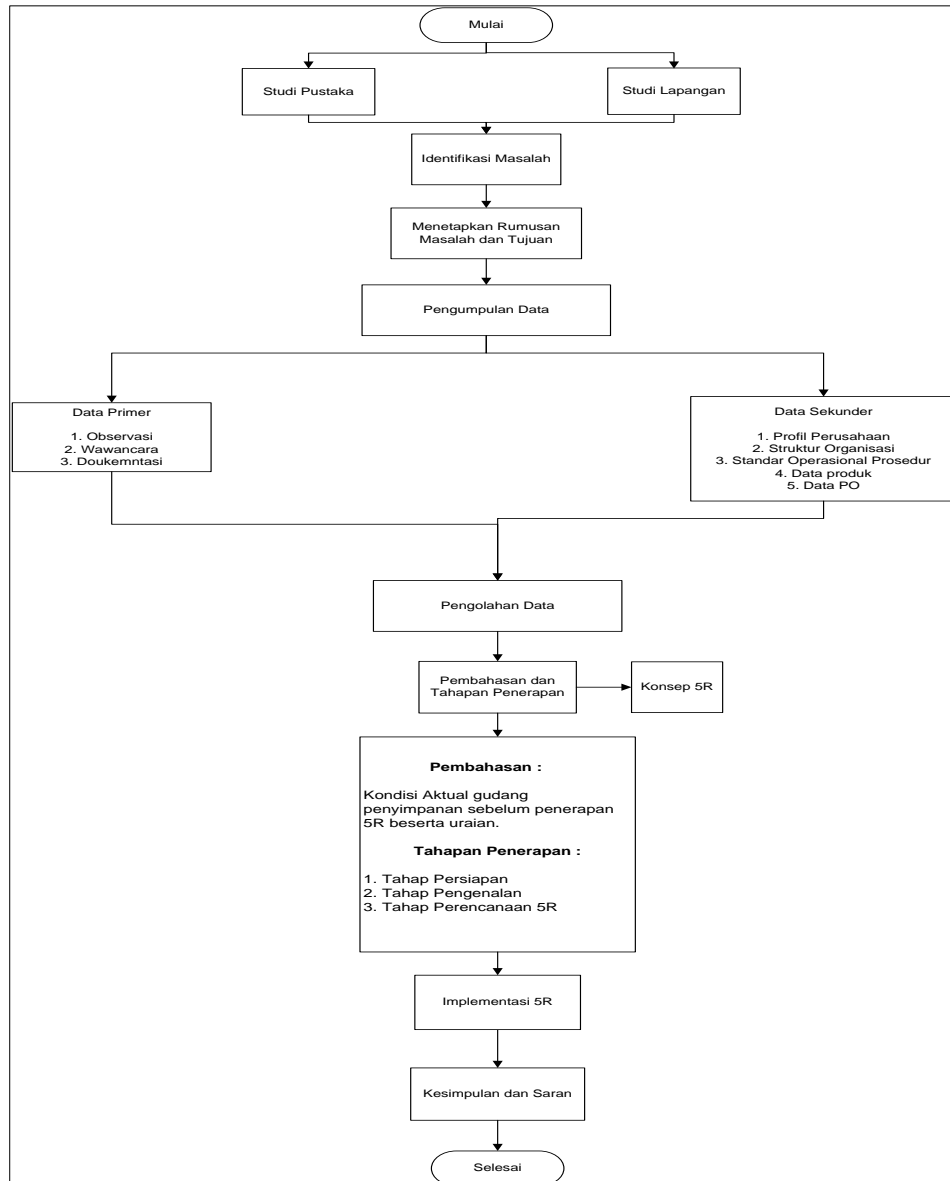 Mulai
Studi Pustaka
Studi Lapangan
Identifikasi Masalah
Menetapkan Rumusan
Masalah dan Tujuan
Pengumpulan Data
Data Primer
1. Observasi
2. Wawancara
3. Doukemntasi
Data Sekunder
1. Profil Perusahaan
2. Struktur Organisasi
3. Standar Operasional Prosedur
4. Data produk
5. Data PO
Pengolahan Data
Pembahasan dan
Tahapan Penerapan
Konsep 5R
Pembahasan :
Kondisi Aktual gudang
penyimpanan sebelum penerapan
5R beserta uraian.
Tahapan Penerapan :
1. Tahap Persiapan
2. Tahap Pengenalan
3. Tahap Perencanaan 5R
Implementasi 5R
Kesimpulan dan Saran
Selesai